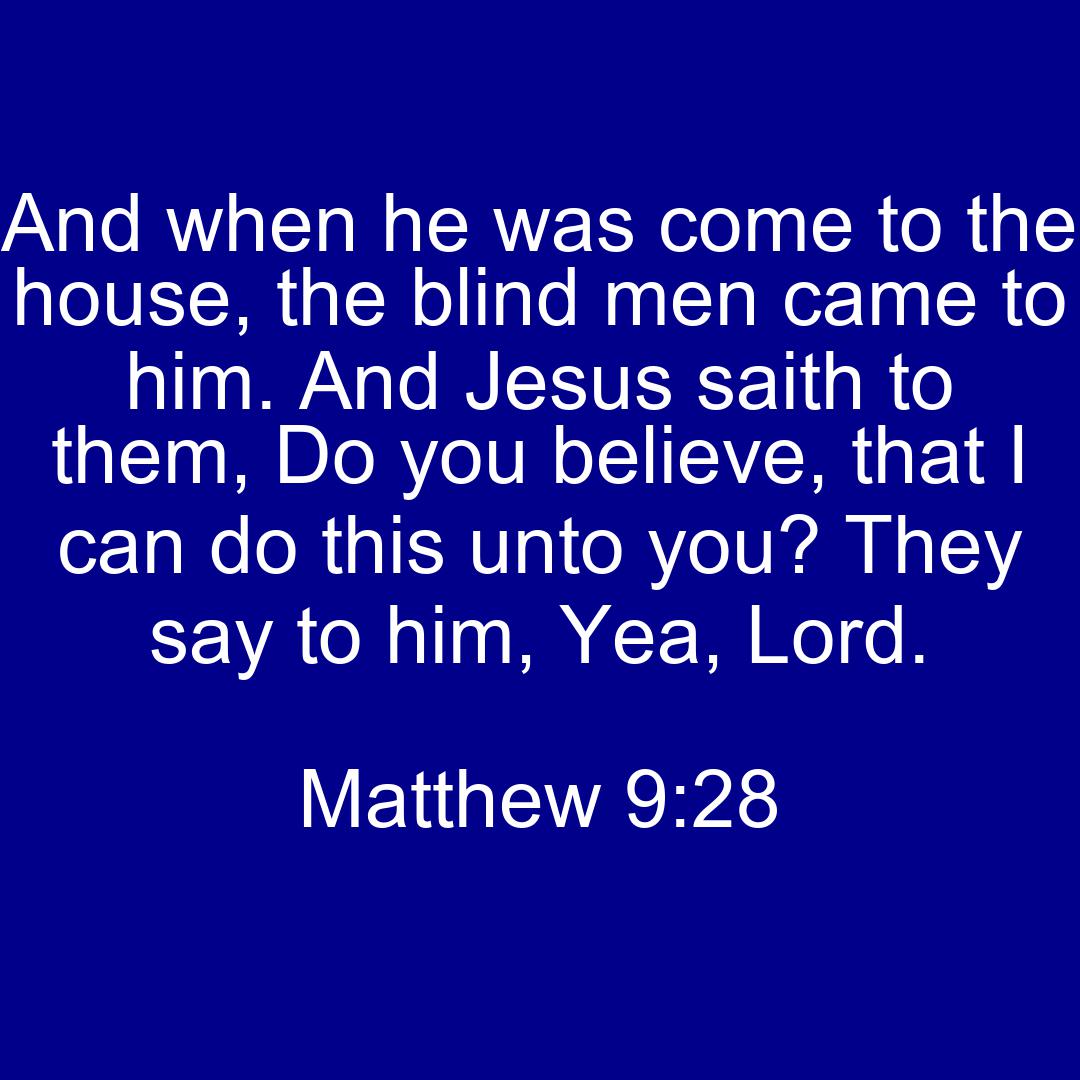 And when he was come to the
house, the blind men came to
him. And Jesus saith to
them, Do you believe, that I
can do this unto you? They
say to him, Yea, Lord.
Matthew 9:28